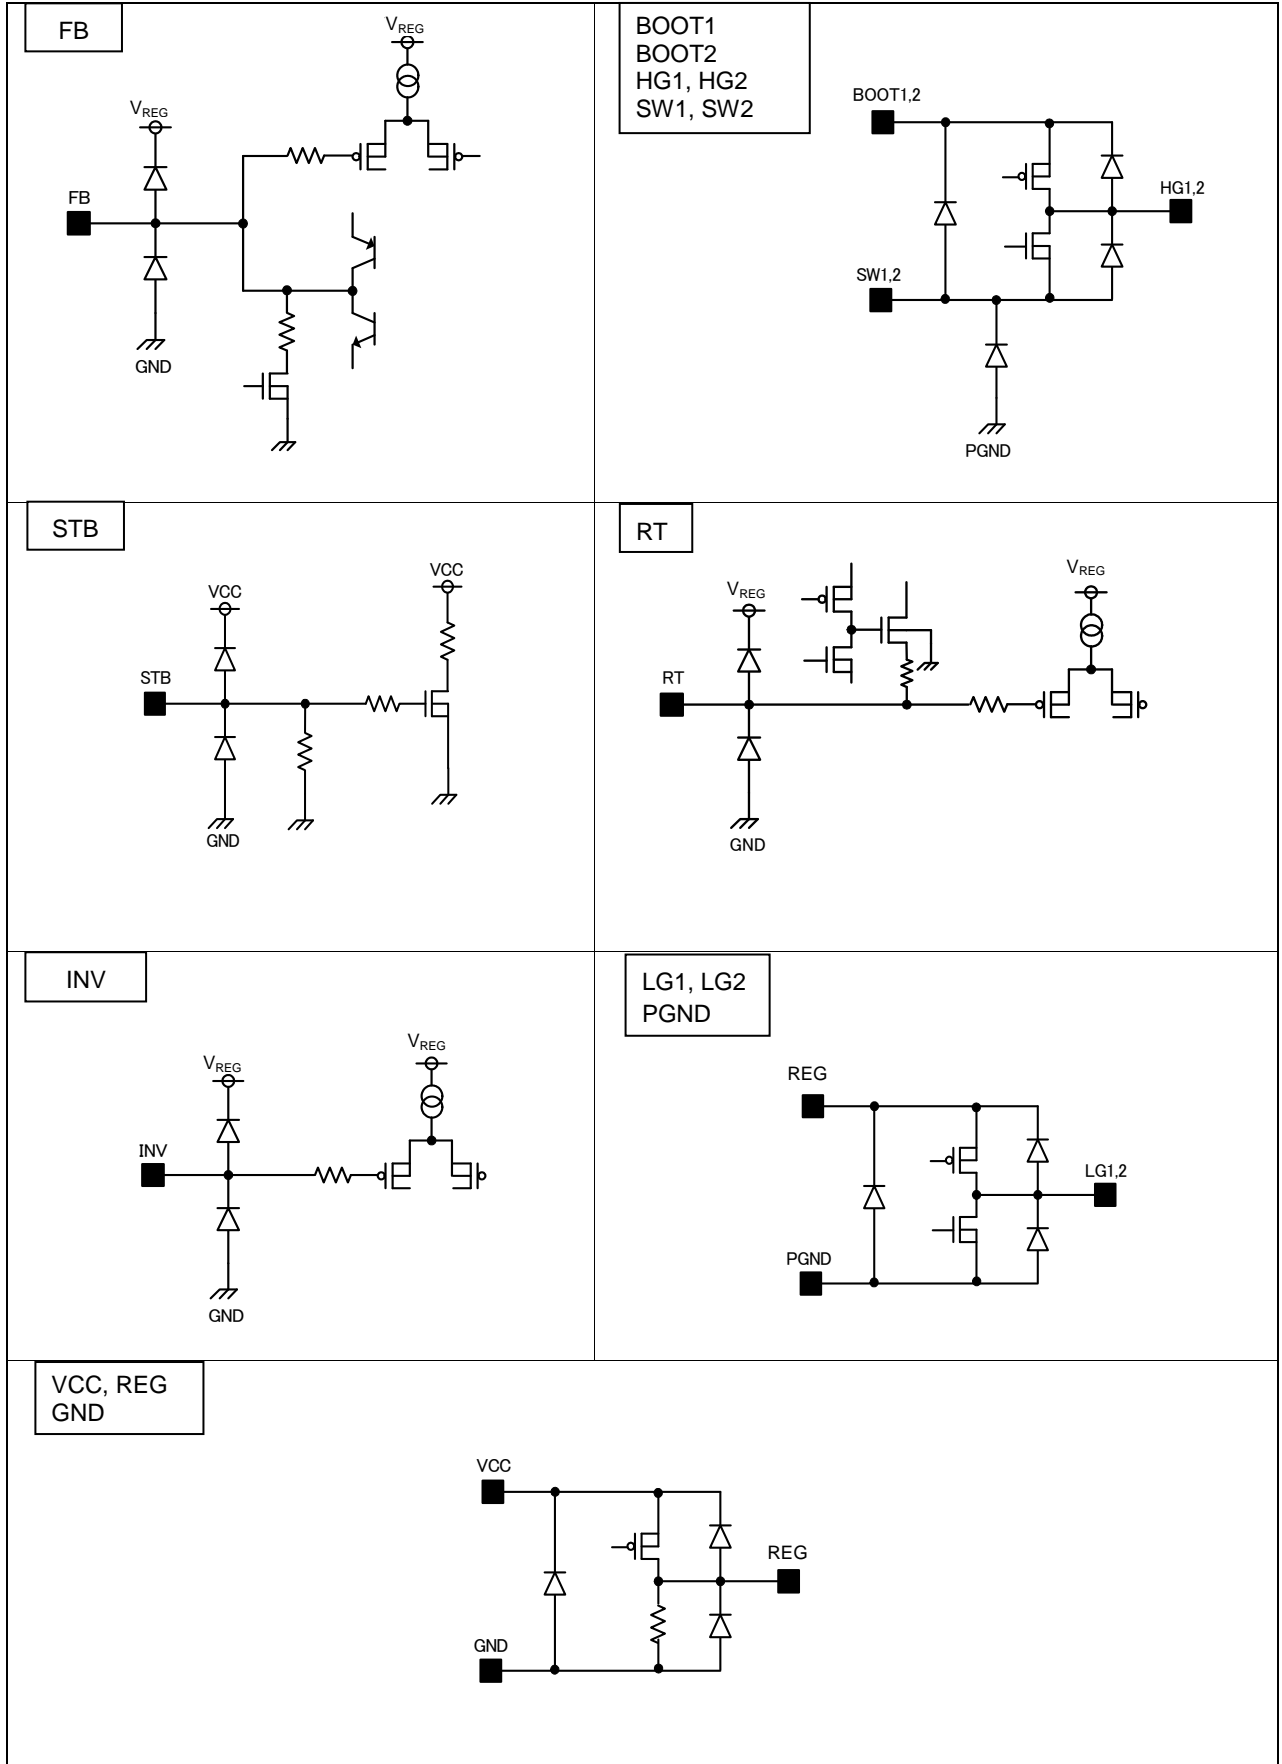 FB
VREG
VREG
FB
GND
BOOT1
BOOT2
HG1, HG2
SW1, SW2
BOOT1,2
HG1,2
SW1,2
PGND
STB
VCC
VCC
STB
GND
RT
VREG
VREG
RT
GND
INV
VREG
VREG
INV
GND
LG1, LG2
PGND
REG
LG1,2
PGND
VCC, REG
GND
VCC
REG
GND